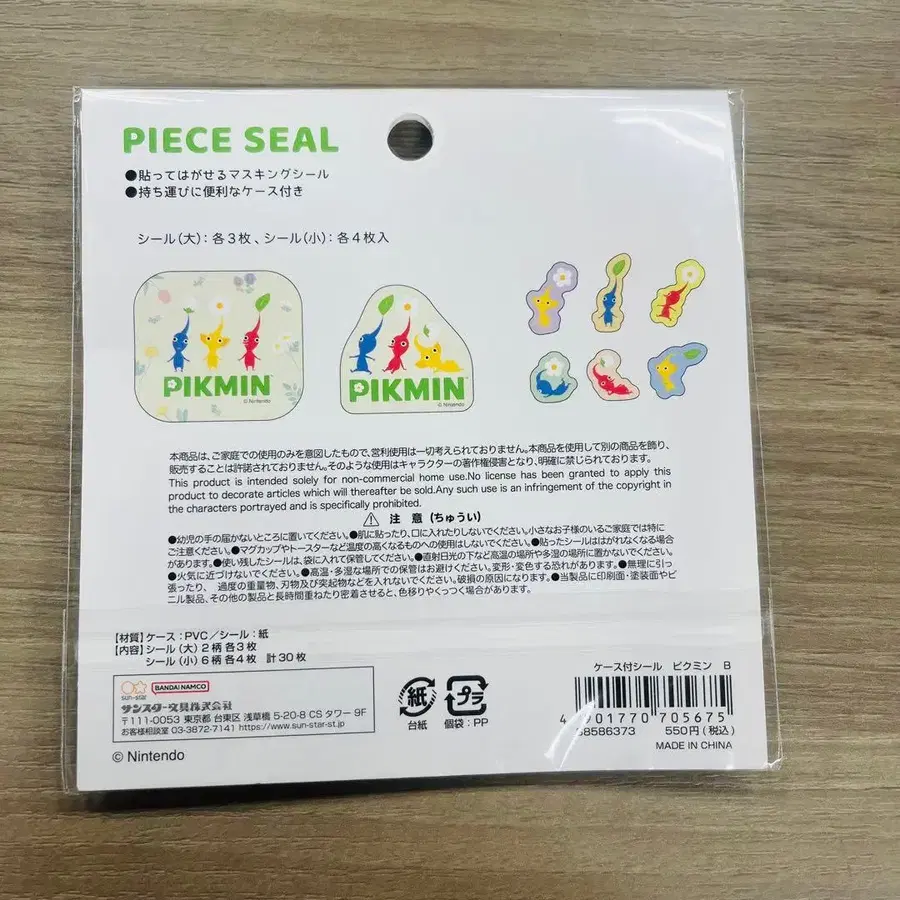 PIECE SEAL
●貼ってはがせるマスキングシール
●持ち運びに便利なケース付き
シール(大)：各3枚、シール(小)：各4枚入
PIKMIN™
© Nintendo
PIKMIN™
© Nintendo
本商品は、ご家庭での使用のみを意図したもので、営利使用は一切考えられておりません。本商品を使用して別の商品を飾り、
販売することは許諾されておりません。そのような使用はキャラクターの著作権侵害となり、明確に禁じられております。
This product is intended solely for non-commercial home use.No license has been granted to apply this
product to decorate articles which will thereafter be sold.Any such use is an infringement of the copyright in
the characters portrayed and is specifically prohibited.
⚠ 注 意 (ちゅうい)
●幼児の手の届かないところに置いてください。●肌に貼ったり、口に入れたりしないでください。小さなお子様のいるご家庭では特に
ご注意ください。●マグカップやトースターなど温度の高くなるものへの使用はしないでください。●貼ったシールははがれなくなる場合
があります。●使い残したシールは、袋に入れて保管してください。●直射日光の下など高温の場所や多湿の場所に置かないでください。
●火気に近づけないでください。●高温・多湿な場所での保管はお避けください。変形・変色する恐れがあります。●無理に引っ
張ったり、 過度の重量物、刃物及び突起物などを入れないでください。破損の原因になります。●当製品に印刷面・塗装面やビ
ニル製品、その他の製品と長時間重ねたり密着させると、色移りやくっつく場合があります。
【材質】ケース：PVC／シール：紙
【内容】シール(大)2柄 各3枚
シール(小)6柄 各4枚 計30枚
sun-star
BANDAI NAMCO
サンスター文具株式会社
〒111-0053 東京都 台東区 浅草橋 5-20-8 CS タワー 9F
お客様相談室 03-3872-7141 https://www.sun-star-st.jp
© Nintendo
紙
台紙
プラ
個袋：PP
ケース付シール ピクミン B
4 901770 705675
S8586373 550円(税込)
MADE IN CHINA